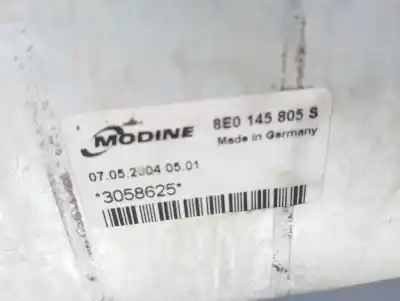 MODINE
8E0 145 805 S
Made in Germany
07.05.2004 05.01
*3058625*